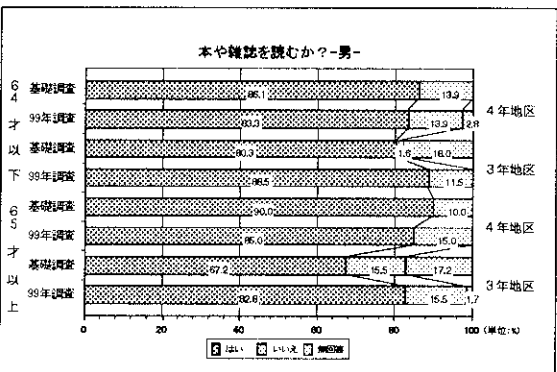 本や雑誌を読むか?-男-
64才以下
65才以上
基礎調査 86.1 13.9
99年調査 83.3 13.9 2.8
4年地区
基礎調査 80.3 1.6 18.0
99年調査 88.5 11.5
3年地区
基礎調査 90.0 10.0
99年調査 85.0 15.0
4年地区
基礎調査 67.2 15.5 17.2
99年調査 82.8 15.5 1.7
3年地区
0 20 40 60 80 100 (単位:%)
はい いいえ 無回答